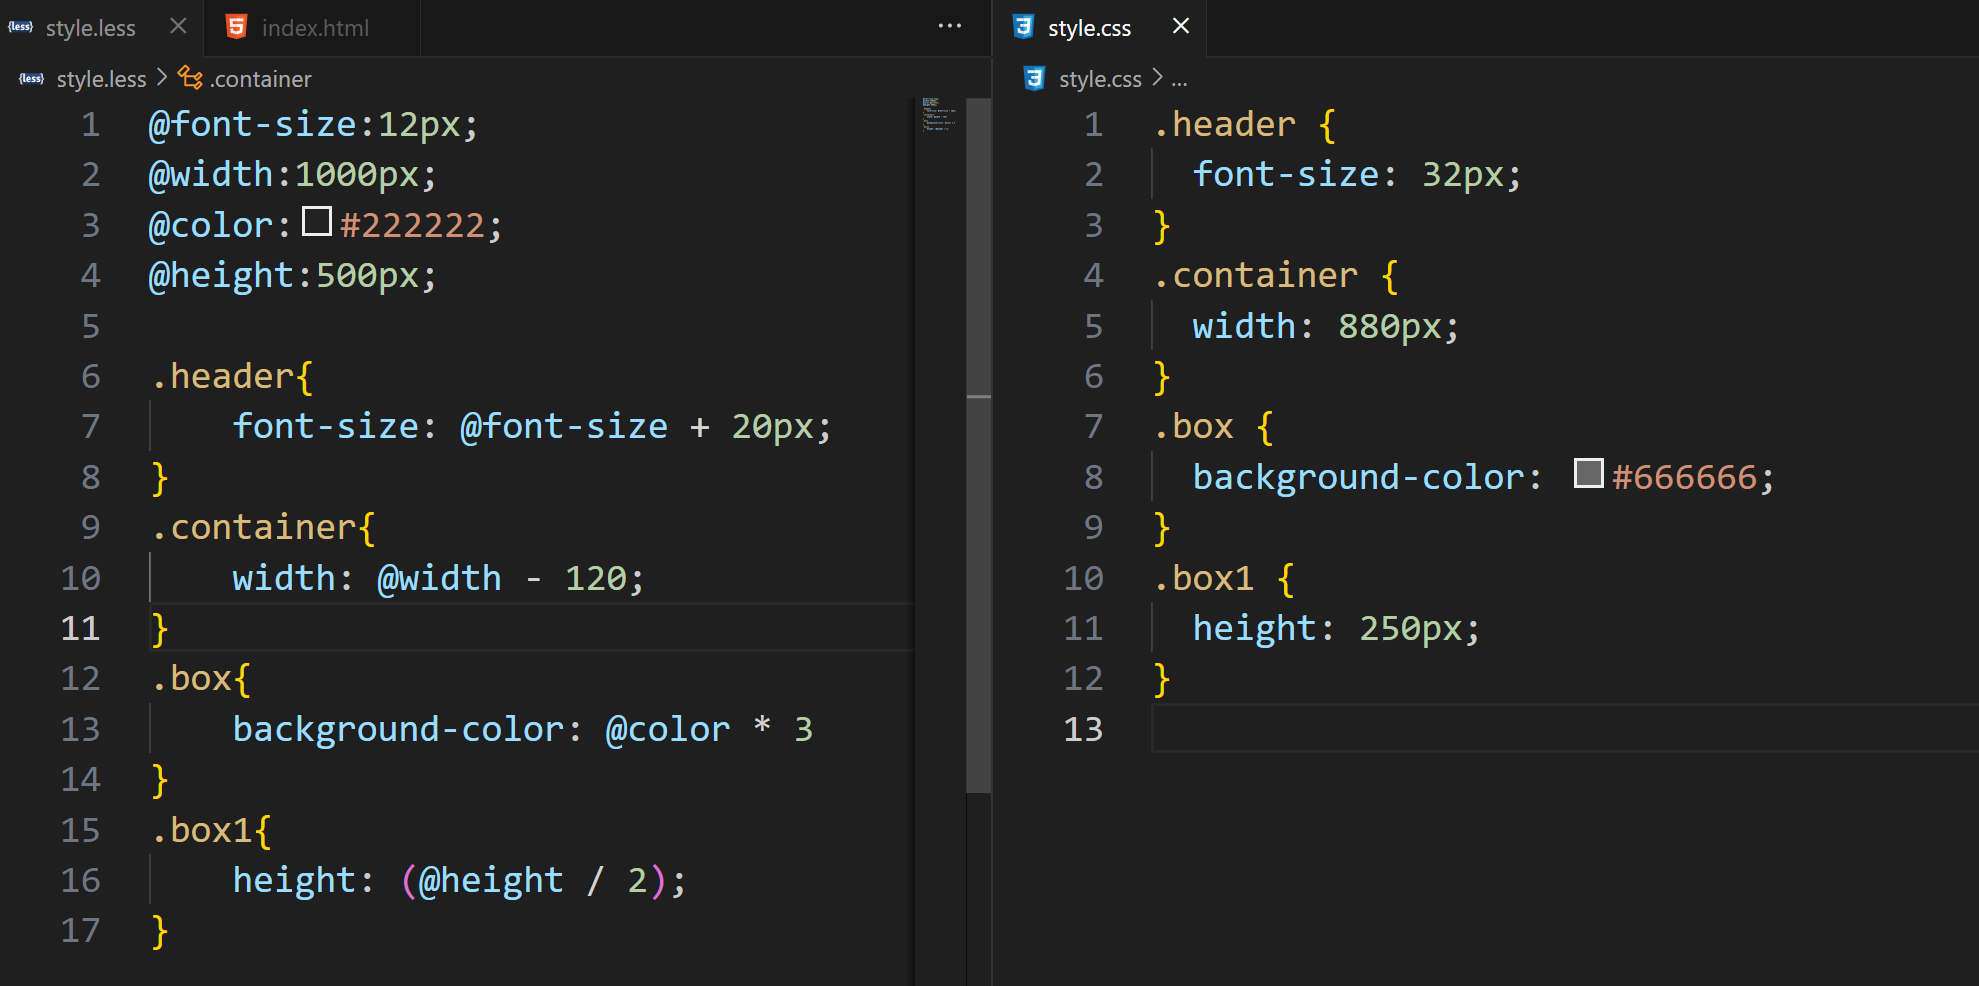 {less} style.less
index.html
...
{less} style.less > .container
1 @font-size:12px;
2 @width:1000px;
3 @color:#222222;
4 @height:500px;
5
6 .header{
7     font-size: @font-size + 20px;
8 }
9 .container{
10     width: @width - 120;
11 }
12 .box{
13     background-color: @color * 3
14 }
15 .box1{
16     height: (@height / 2);
17 }
style.css
style.css > ...
1 .header {
2   font-size: 32px;
3 }
4 .container {
5   width: 880px;
6 }
7 .box {
8   background-color: #666666;
9 }
10 .box1 {
11   height: 250px;
12 }
13